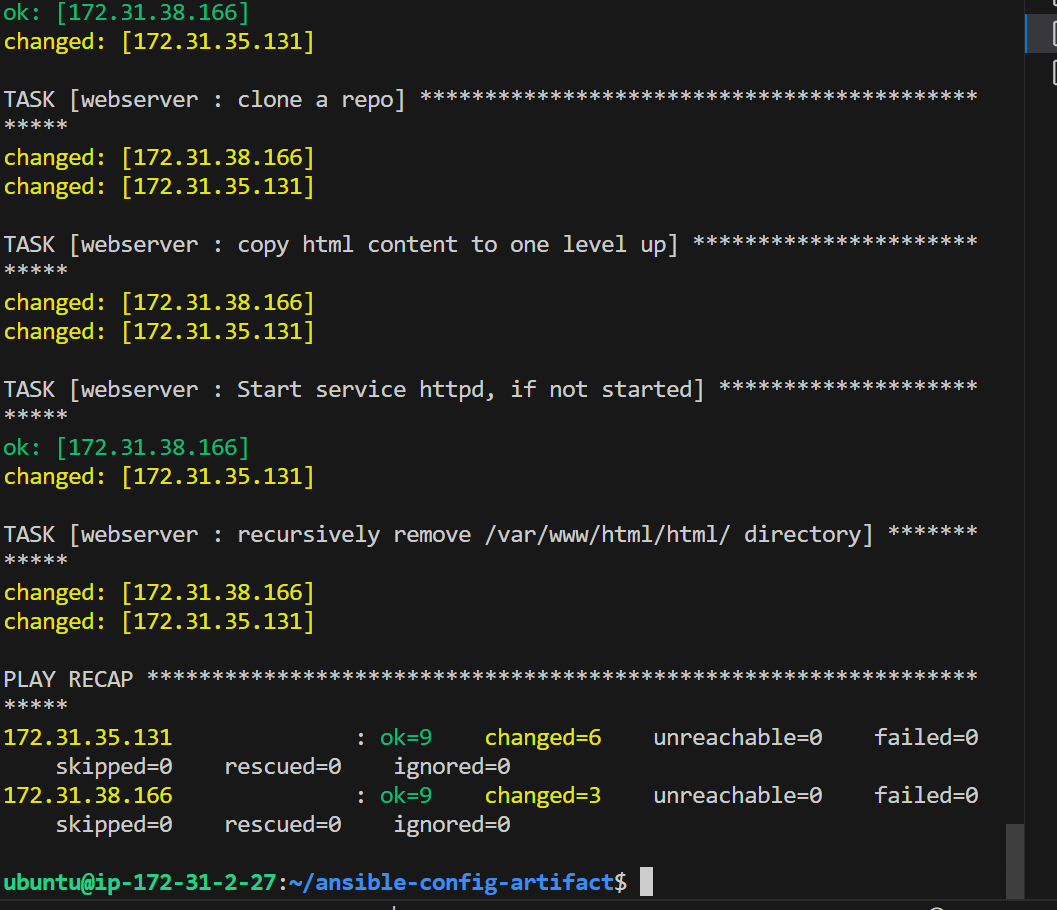 ok: [172.31.38.166]
changed: [172.31.35.131]
TASK [webserver : clone a repo] *******************************************
*****
changed: [172.31.38.166]
changed: [172.31.35.131]
TASK [webserver : copy html content to one level up] **********************
*****
changed: [172.31.38.166]
changed: [172.31.35.131]
TASK [webserver : Start service httpd, if not started] ********************
*****
ok: [172.31.38.166]
changed: [172.31.35.131]
TASK [webserver : recursively remove /var/www/html/html/ directory] *******
*****
changed: [172.31.38.166]
changed: [172.31.35.131]
PLAY RECAP ****************************************************************
*****
172.31.35.131              : ok=9    changed=6    unreachable=0    failed=0
    skipped=0    rescued=0    ignored=0
172.31.38.166              : ok=9    changed=3    unreachable=0    failed=0
    skipped=0    rescued=0    ignored=0
ubuntu@ip-172-31-2-27:~/ansible-config-artifact$